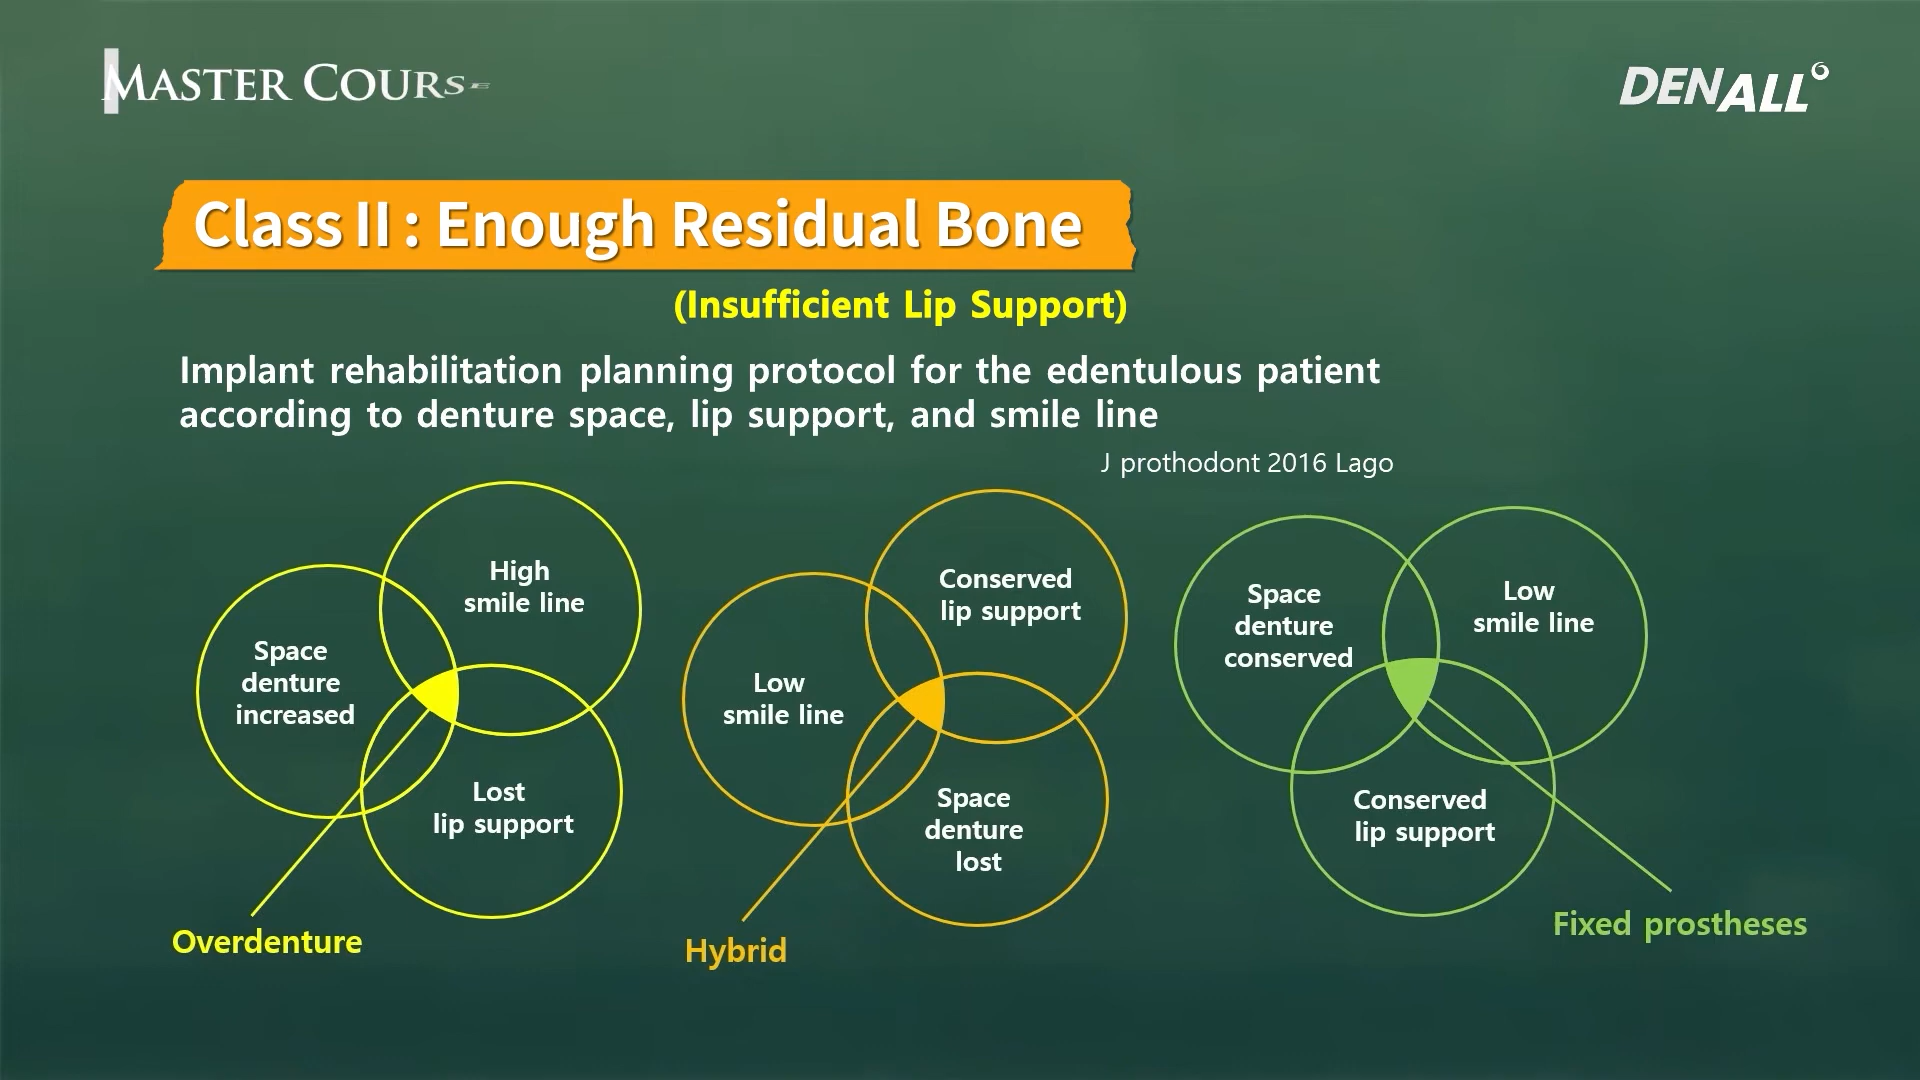 MASTER COURSE
DENALL
Class II : Enough Residual Bone
(Insufficient Lip Support)
Implant rehabilitation planning protocol for the edentulous patient
according to denture space, lip support, and smile line
J prothodont 2016 Lago
High
smile line
Space
denture
increased
Lost
lip support
Overdenture
Conserved
lip support
Low
smile line
Space
denture
lost
Hybrid
Space
denture
conserved
Low
smile line
Conserved
lip support
Fixed prostheses